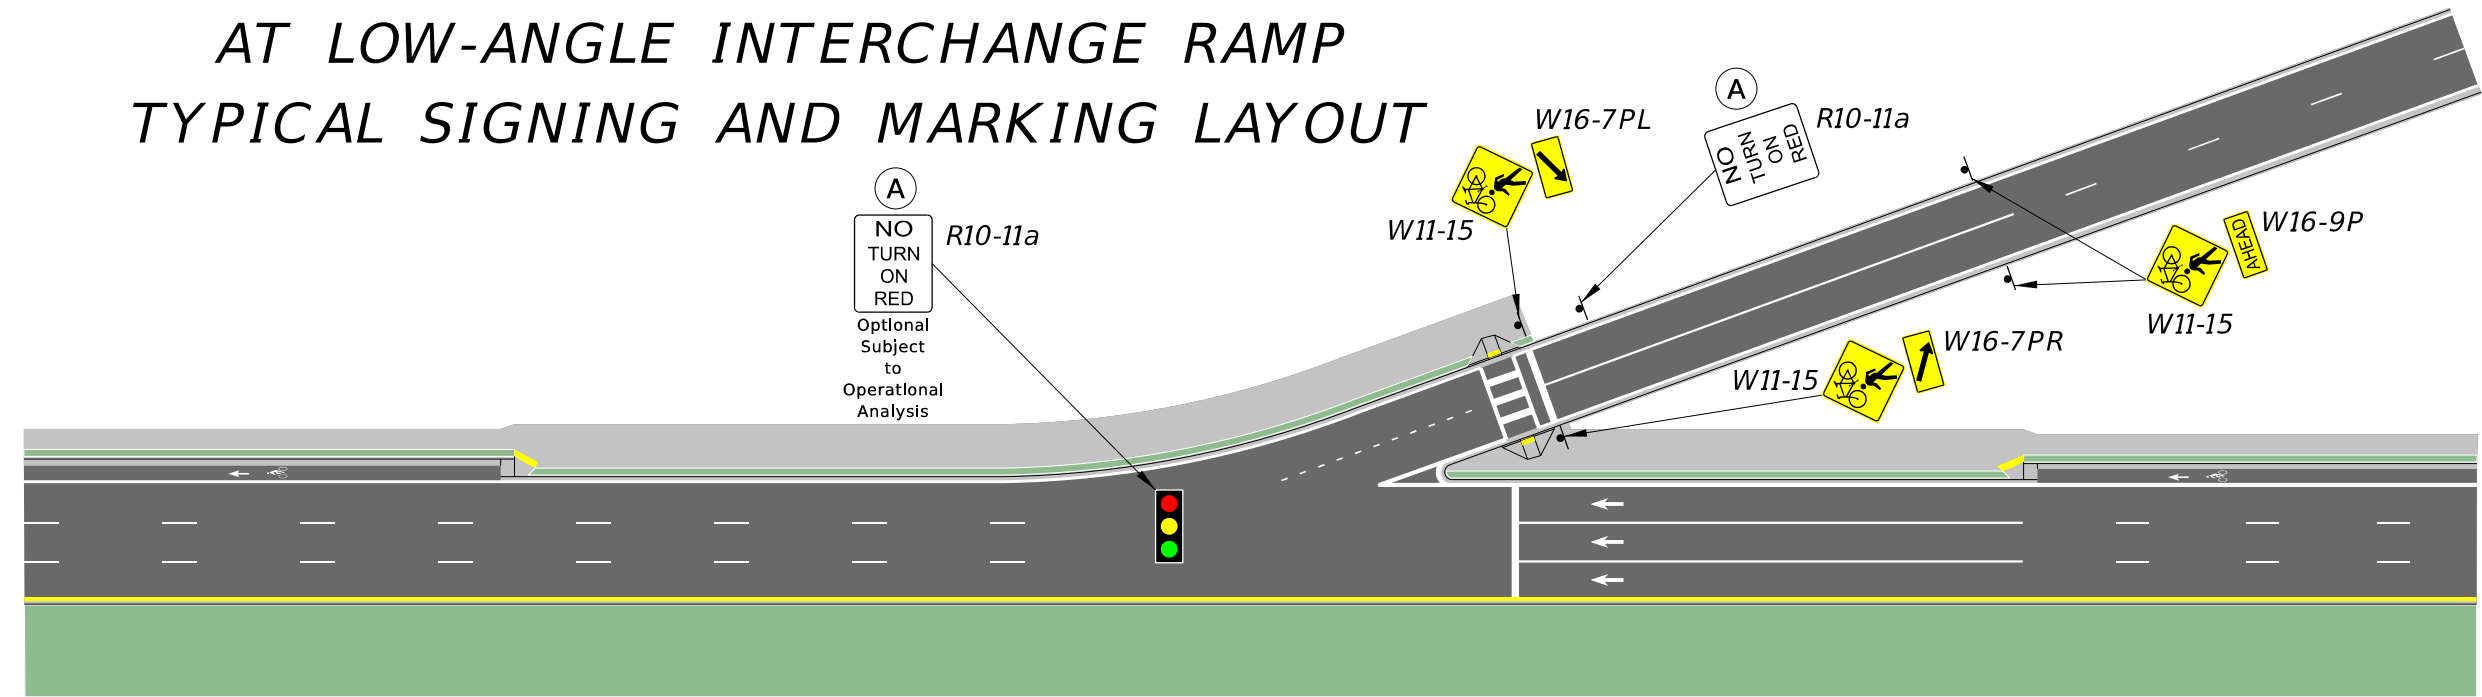 AT LOW-ANGLE INTERCHANGE RAMP
TYPICAL SIGNING AND MARKING LAYOUT
A
NO
TURN
ON
RED
R10-11a
Optional
Subject
to
Operational
Analysis
W16-7PL
W11-15
A
NO
TURN
ON
RED
R10-11a
AHEAD
W16-9P
W11-15
W16-7PR
W11-15